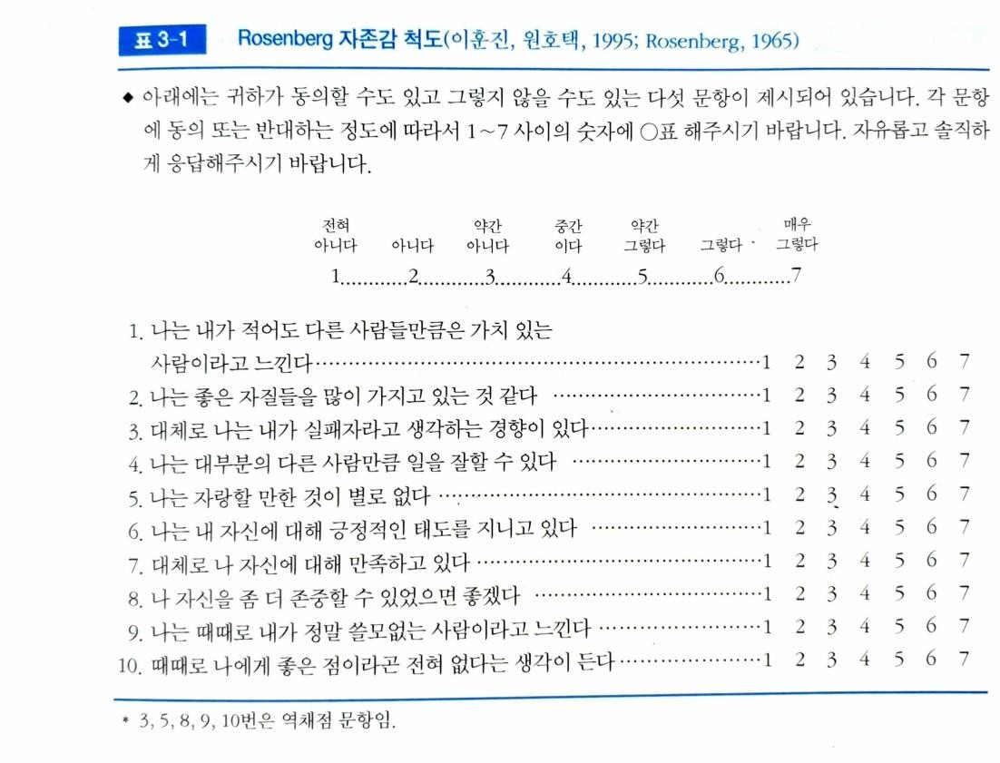 표 3-1 Rosenberg 자존감 척도(이훈진, 원호택, 1995; Rosenberg, 1965)
◆ 아래에는 귀하가 동의할 수도 있고 그렇지 않을 수도 있는 다섯 문항이 제시되어 있습니다. 각 문항
에 동의 또는 반대하는 정도에 따라서 1~7 사이의 숫자에 ○표 해주시기 바랍니다. 자유롭고 솔직하
게 응답해주시기 바랍니다.
전혀 약간 중간 약간 매우
아니다 아니다 아니다 이다 그렇다 그렇다 그렇다
1............2............3............4............5............6............7
1. 나는 내가 적어도 다른 사람들만큼은 가치 있는
사람이라고 느낀다 ········ 1 2 3 4 5 6 7
2. 나는 좋은 자질들을 많이 가지고 있는 것 같다 ········ 1 2 3 4 5 6 7
3. 대체로 나는 내가 실패자라고 생각하는 경향이 있다 ········ 1 2 3 4 5 6 7
4. 나는 대부분의 다른 사람만큼 일을 잘할 수 있다 ········ 1 2 3 4 5 6 7
5. 나는 자랑할 만한 것이 별로 없다 ········ 1 2 3 4 5 6 7
6. 나는 내 자신에 대해 긍정적인 태도를 지니고 있다 ········ 1 2 3 4 5 6 7
7. 대체로 나 자신에 대해 만족하고 있다 ········ 1 2 3 4 5 6 7
8. 나 자신을 좀 더 존중할 수 있었으면 좋겠다 ········ 1 2 3 4 5 6 7
9. 나는 때때로 내가 정말 쓸모없는 사람이라고 느낀다 ········ 1 2 3 4 5 6 7
10. 때때로 나에게 좋은 점이라곤 전혀 없다는 생각이 든다 ········ 1 2 3 4 5 6 7
* 3, 5, 8, 9, 10번은 역채점 문항임.